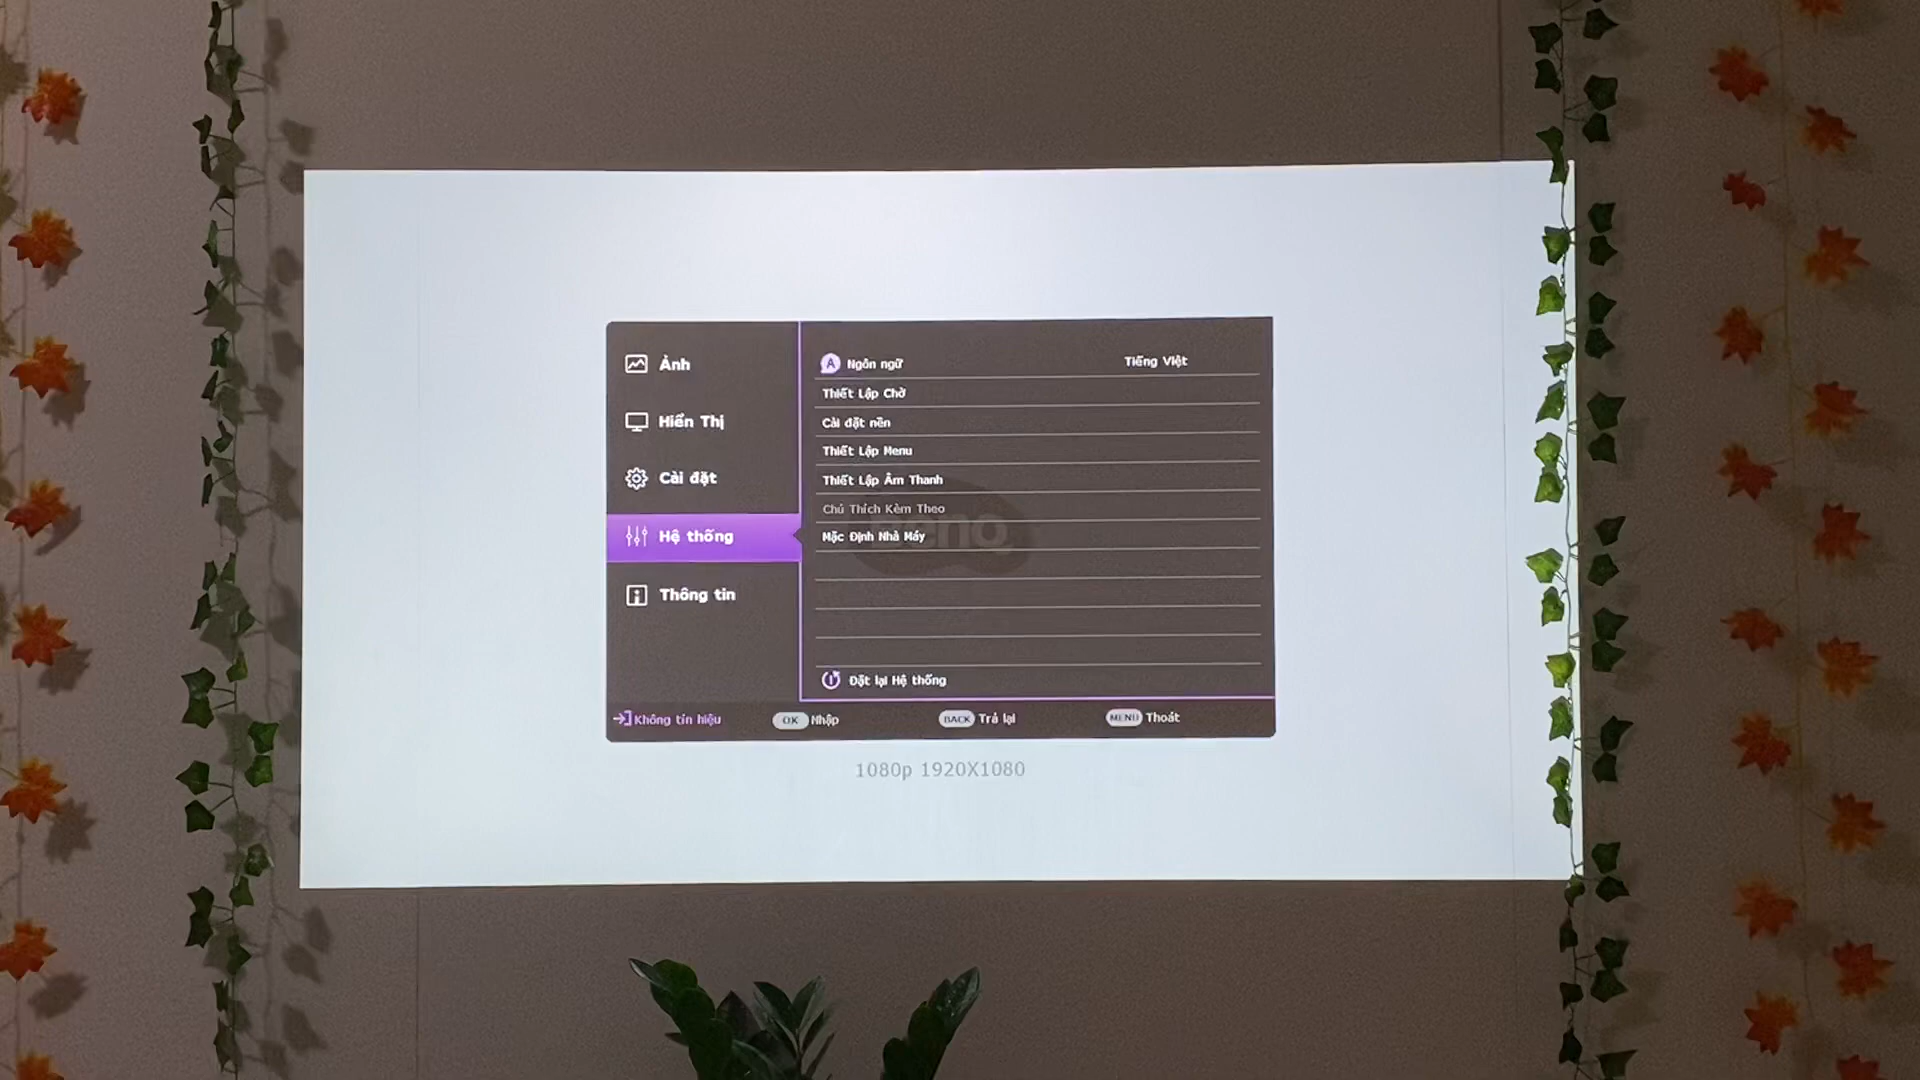 Ảnh
Hiển Thị
Cài đặt
Hệ thống
Thông tin
Ngôn ngữ Tiếng Việt
Thiết Lập Chờ
Cài đặt nền
Thiết Lập Menu
Thiết Lập Âm Thanh
Chú Thích Kèm Theo
BenQ
Mặc Định Nhà Máy
Đặt lại Hệ thống
Không tín hiệu OK Nhập BACK Trả lại MENU Thoát
1080p 1920X1080